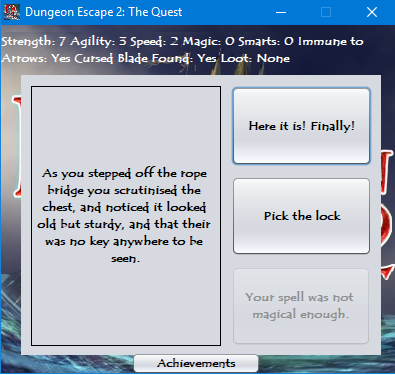 Dungeon Escape 2: The Quest
Strength: 7 Agility: 3 Speed: 2 Magic: 0 Smarts: 0 Immune to
Arrows: Yes Cursed Blade Found: Yes Loot: None
As you stepped off the rope
bridge you scrutinised the
chest, and noticed it looked
old but sturdy, and that their
was no key anywhere to be
seen.
Here it is! Finally!
Pick the lock
Your spell was not
magical enough.
Achievements